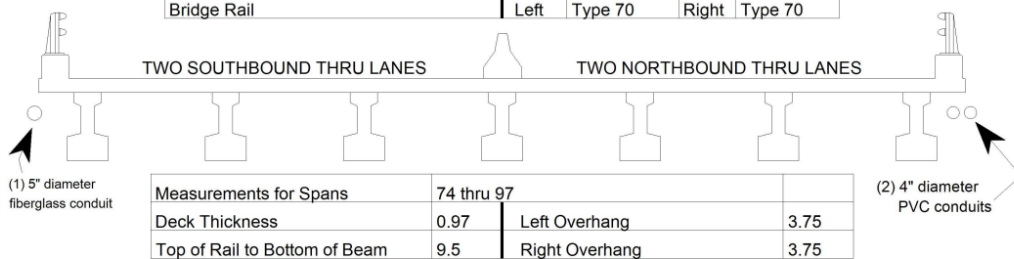 Bridge Rail Left Type 70 Right Type 70
TWO SOUTHBOUND THRU LANES TWO NORTHBOUND THRU LANES
(1) 5" diameter
fiberglass conduit
(2) 4" diameter
PVC conduits
Measurements for Spans 74 thru 97
Deck Thickness 0.97 Left Overhang 3.75
Top of Rail to Bottom of Beam 9.5 Right Overhang 3.75